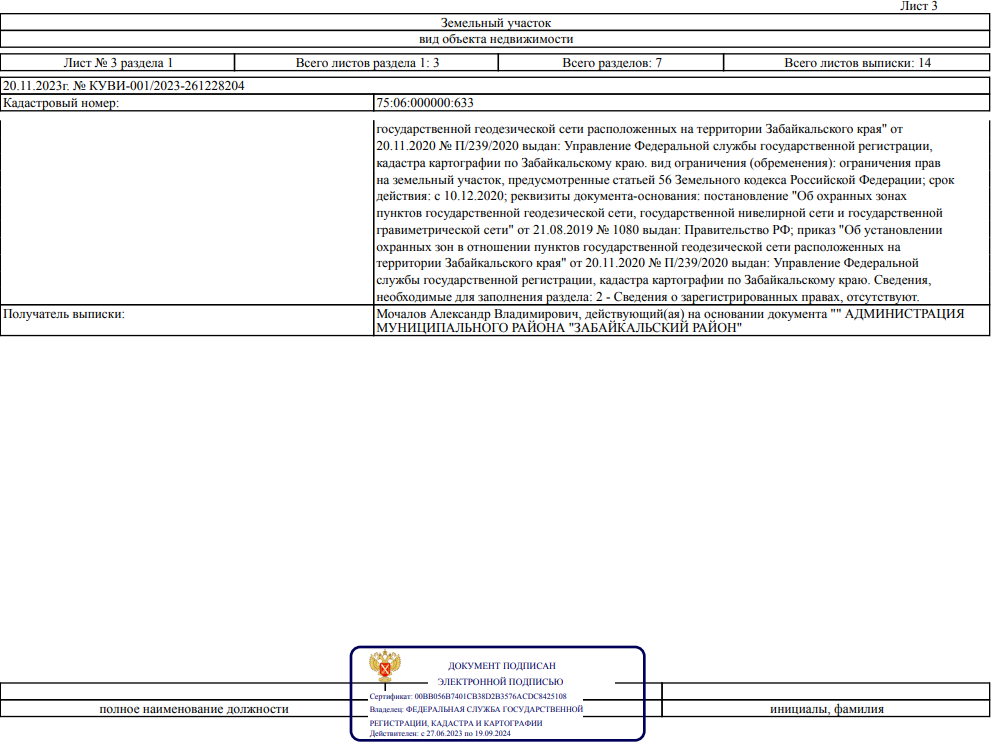 Лист 3
Земельный участок
вид объекта недвижимости
Лист № 3 раздела 1
Всего листов раздела 1: 3
Всего разделов: 7
Всего листов выписки: 14
20.11.2023г. № КУВИ-001/2023-261228204
Кадастровый номер:
75:06:000000:633
государственной геодезической сети расположенных на территории Забайкальского края" от
20.11.2020 № П/239/2020 выдан: Управление Федеральной службы государственной регистрации,
кадастра картографии по Забайкальскому краю. вид ограничения (обременения): ограничения прав
на земельный участок, предусмотренные статьей 56 Земельного кодекса Российской Федерации; срок
действия: с 10.12.2020; реквизиты документа-основания: постановление "Об охранных зонах
пунктов государственной геодезической сети, государственной нивелирной сети и государственной
гравиметрической сети" от 21.08.2019 № 1080 выдан: Правительство РФ; приказ "Об установлении
охранных зон в отношении пунктов государственной геодезической сети расположенных на
территории Забайкальского края" от 20.11.2020 № П/239/2020 выдан: Управление Федеральной
службы государственной регистрации, кадастра картографии по Забайкальскому краю. Сведения,
необходимые для заполнения раздела: 2 - Сведения о зарегистрированных правах, отсутствуют.
Получатель выписки:
Мочалов Александр Владимирович, действующий(ая) на основании документа "" АДМИНИСТРАЦИЯ
МУНИЦИПАЛЬНОГО РАЙОНА "ЗАБАЙКАЛЬСКИЙ РАЙОН"
ДОКУМЕНТ ПОДПИСАН
ЭЛЕКТРОННОЙ ПОДПИСЬЮ
Сертификат: 00BB056B7401CB38D2B3576ACDC8425108
Владелец: ФЕДЕРАЛЬНАЯ СЛУЖБА ГОСУДАРСТВЕННОЙ
РЕГИСТРАЦИИ, КАДАСТРА И КАРТОГРАФИИ
Действителен: с 27.06.2023 по 19.09.2024
полное наименование должности
инициалы, фамилия